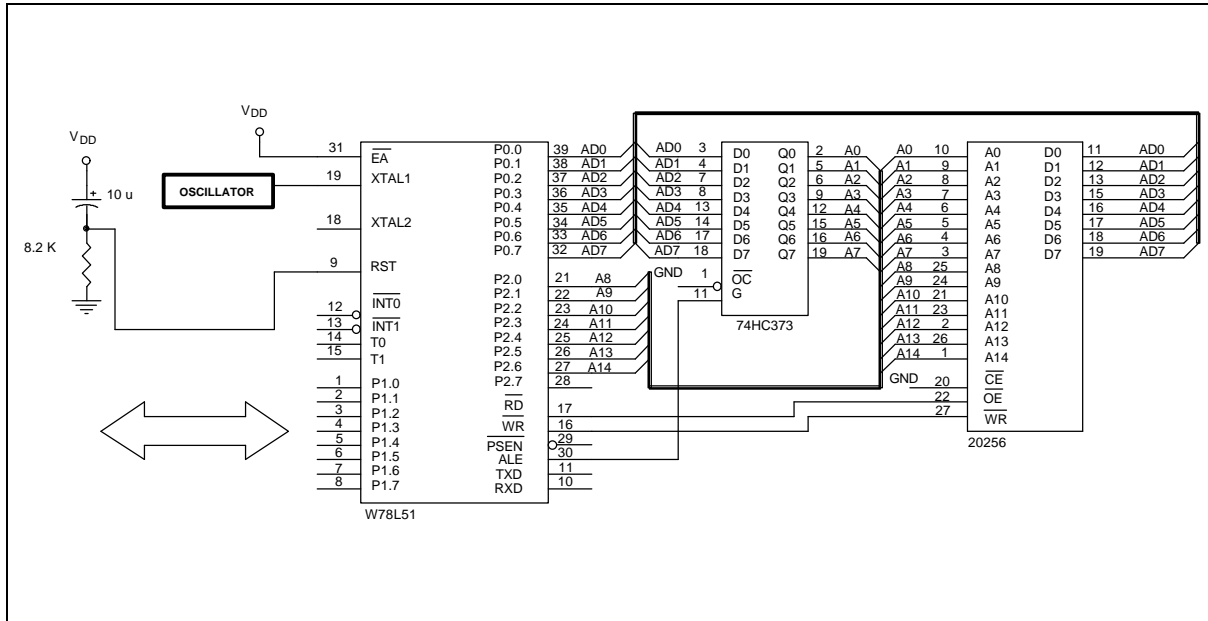 VDD
10 u
8.2 K
VDD
OSCILLATOR
31 EA
19 XTAL1
18 XTAL2
9 RST
12 INT0
13 INT1
14 T0
15 T1
1 P1.0
2 P1.1
3 P1.2
4 P1.3
5 P1.4
6 P1.5
7 P1.6
8 P1.7
P0.0 39 AD0
P0.1 38 AD1
P0.2 37 AD2
P0.3 36 AD3
P0.4 35 AD4
P0.5 34 AD5
P0.6 33 AD6
P0.7 32 AD7
P2.0 21 A8
P2.1 22 A9
P2.2 23 A10
P2.3 24 A11
P2.4 25 A12
P2.5 26 A13
P2.6 27 A14
P2.7 28
RD 17
WR 16
PSEN 29
ALE 30
TXD 11
RXD 10
W78L51
AD0 3 D0 Q0 2 A0
AD1 4 D1 Q1 5 A1
AD2 7 D2 Q2 6 A2
AD3 8 D3 Q3 9 A3
AD4 13 D4 Q4 12 A4
AD5 14 D5 Q5 15 A5
AD6 17 D6 Q6 16 A6
AD7 18 D7 Q7 19 A7
GND 1 OC
11 G
74HC373
A0 10 A0 D0 11 AD0
A1 9 A1 D1 12 AD1
A2 8 A2 D2 13 AD2
A3 7 A3 D3 15 AD3
A4 6 A4 D4 16 AD4
A5 5 A5 D5 17 AD5
A6 4 A6 D6 18 AD6
A7 3 A7 D7 19 AD7
A8 25 A8
A9 24 A9
A10 21 A10
A11 23 A11
A12 2 A12
A13 26 A13
A14 1 A14
GND 20 CE
22 OE
27 WR
20256